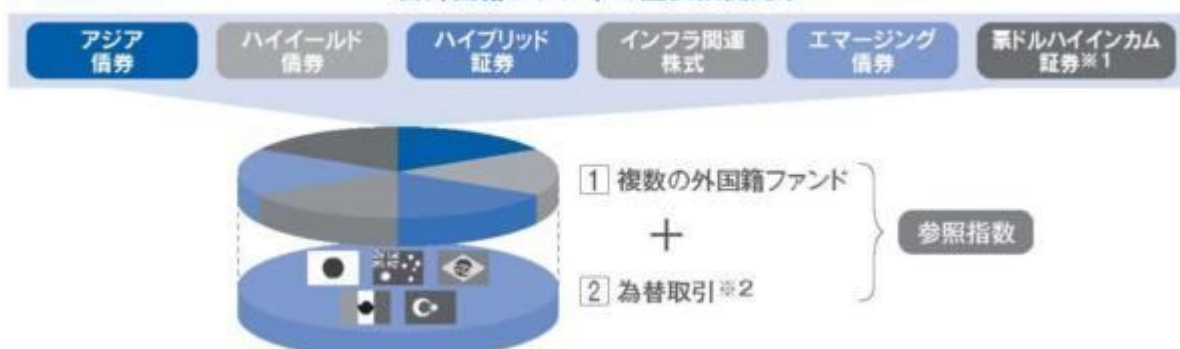 アジア
債券
ハイイールド
債券
ハイブリッド
証券
インフラ関連
株式
エマージング
債券
豪ドルハイインカム
証券※1
1 複数の外国籍ファンド
＋
2 為替取引※2
参照指数